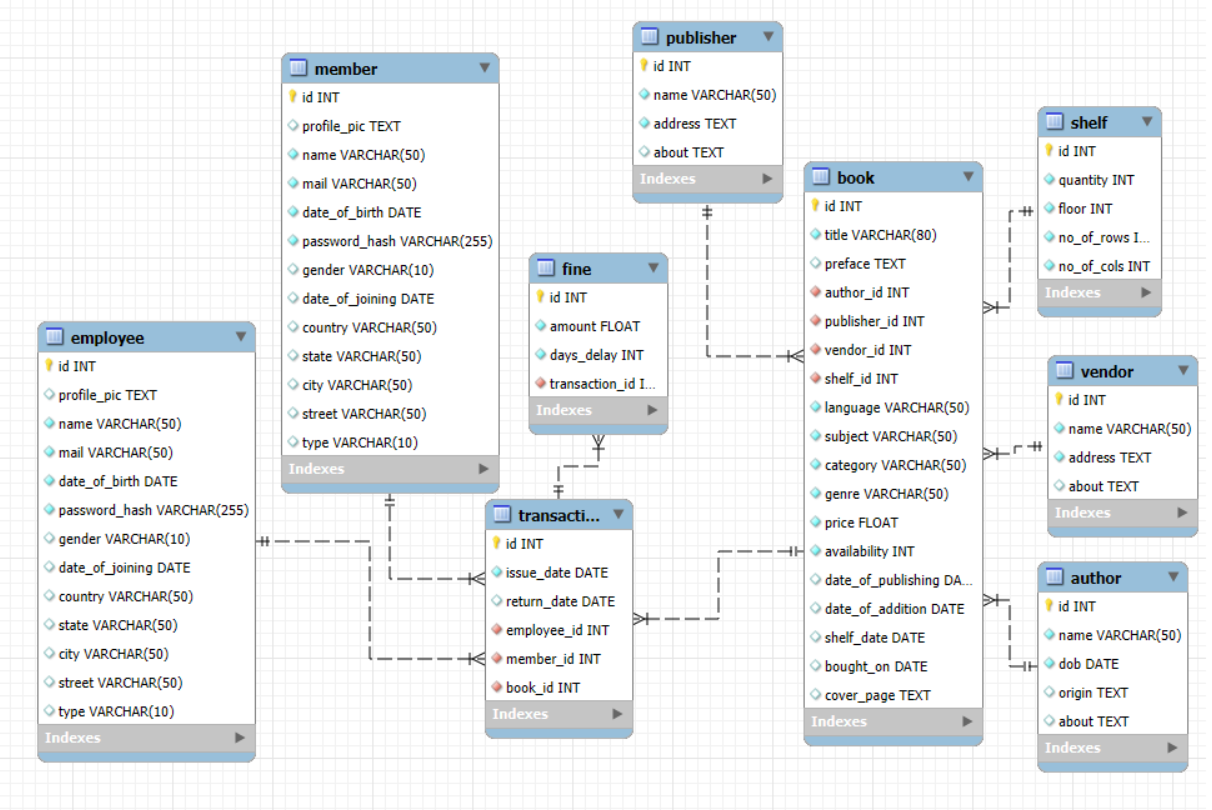 publisher
id INT
name VARCHAR(50)
address TEXT
about TEXT
Indexes
member
id INT
profile_pic TEXT
name VARCHAR(50)
mail VARCHAR(50)
date_of_birth DATE
password_hash VARCHAR(255)
gender VARCHAR(10)
date_of_joining DATE
country VARCHAR(50)
state VARCHAR(50)
city VARCHAR(50)
street VARCHAR(50)
type VARCHAR(10)
Indexes
shelf
id INT
quantity INT
floor INT
no_of_rows I...
no_of_cols INT
Indexes
book
id INT
title VARCHAR(80)
preface TEXT
author_id INT
publisher_id INT
vendor_id INT
shelf_id INT
language VARCHAR(50)
subject VARCHAR(50)
category VARCHAR(50)
genre VARCHAR(50)
price FLOAT
availability INT
date_of_publishing DA...
date_of_addition DATE
shelf_date DATE
bought_on DATE
cover_page TEXT
Indexes
fine
id INT
amount FLOAT
days_delay INT
transaction_id I...
Indexes
employee
id INT
profile_pic TEXT
name VARCHAR(50)
mail VARCHAR(50)
date_of_birth DATE
password_hash VARCHAR(255)
gender VARCHAR(10)
date_of_joining DATE
country VARCHAR(50)
state VARCHAR(50)
city VARCHAR(50)
street VARCHAR(50)
type VARCHAR(10)
Indexes
vendor
id INT
name VARCHAR(50)
address TEXT
about TEXT
Indexes
transacti...
id INT
issue_date DATE
return_date DATE
employee_id INT
member_id INT
book_id INT
Indexes
author
id INT
name VARCHAR(50)
dob DATE
origin TEXT
about TEXT
Indexes